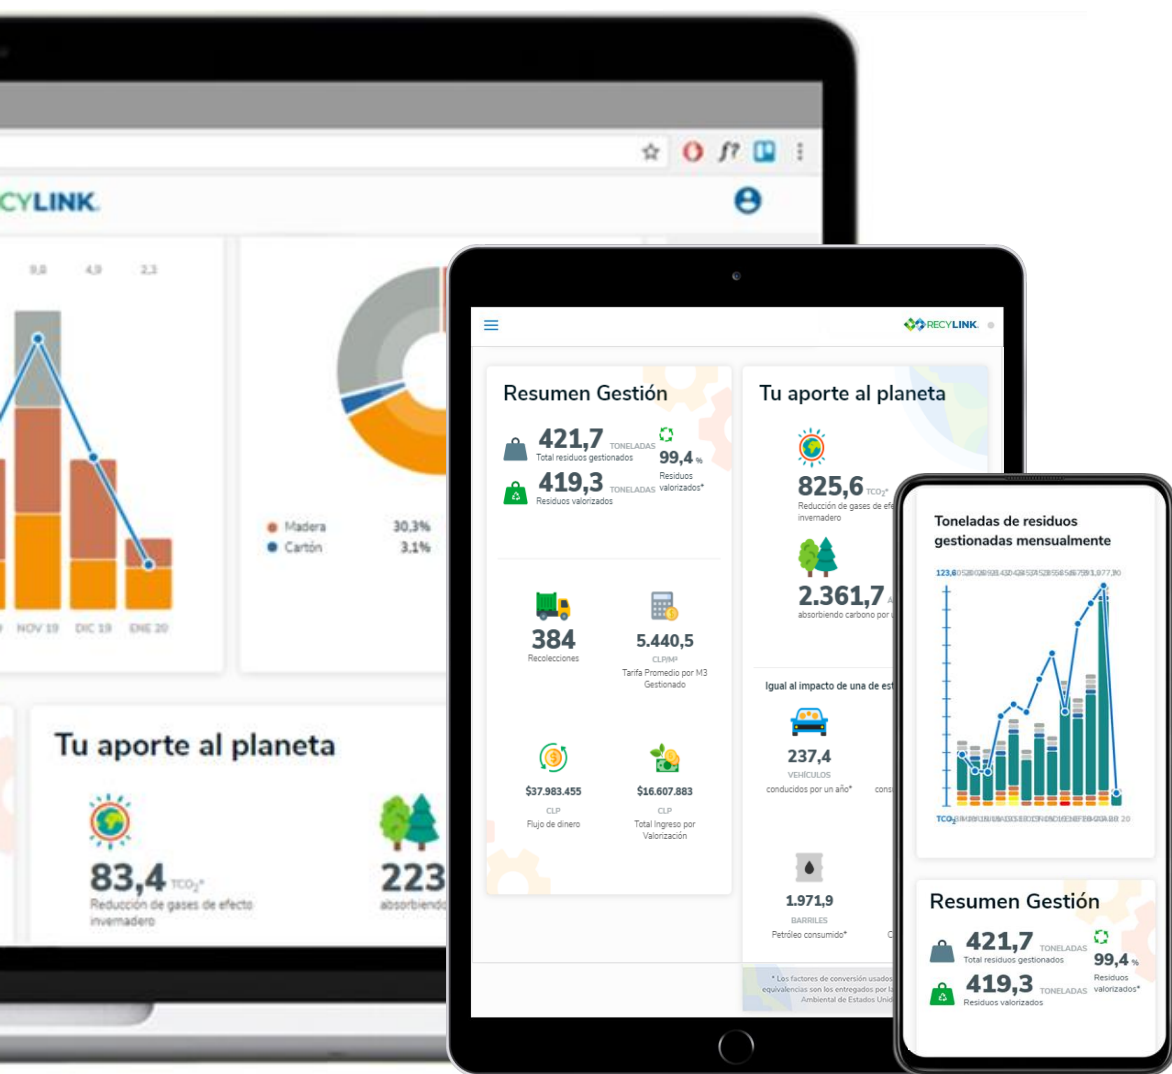 f?
CYLINK.
9,8 4,9 2,3
Madera 30,3%
Cartón 3,1%
NOV 19 DIC 19 ENE 20
Tu aporte al planeta
83,4 TCO2*
Reducción de gases de efecto
invernadero
223
absorbiendo
RECYLINK.
Resumen Gestión
421,7 TONELADAS
Total residuos gestionados
419,3 TONELADAS
Residuos valorizados
99,4 %
Residuos
valorizados*
384
Recolecciones
5.440,5
CLP/M³
Tarifa Promedio por M3
Gestionado
$37.983.455
CLP
Flujo de dinero
$16.607.883
CLP
Total Ingreso por
Valorización
Tu aporte al planeta
825,6 TCO2*
Reducción de gases de efe
invernadero
2.361,7
absorbiendo carbono por
Igual al impacto de una de est
237,4
VEHÍCULOS
conducidos por un año*
cons
1.971,9
BARRILES
Petróleo consumido*
C
* Los factores de conversión usados
equivalencias son los entregados por la
Ambiental de Estados Unid
Toneladas de residuos
gestionadas mensualmente
123,6
TCO2
20
Resumen Gestión
421,7 TONELADAS
Total residuos gestionados
419,3 TONELADAS
Residuos valorizados
99,4 %
Residuos
valorizados*